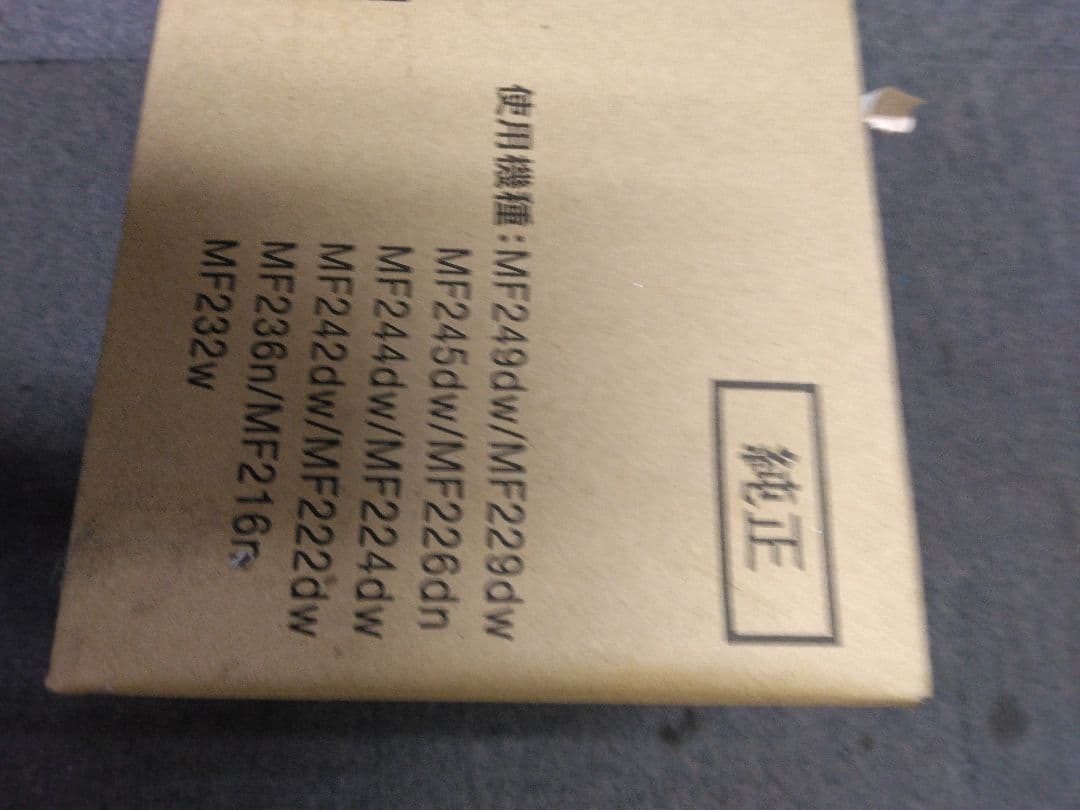 純正
使用機種:MF249dw/MF229dw
MF245dw/MF226dn
MF244dw/MF224dw
MF242dw/MF222dw
MF236n/MF216n
MF232w